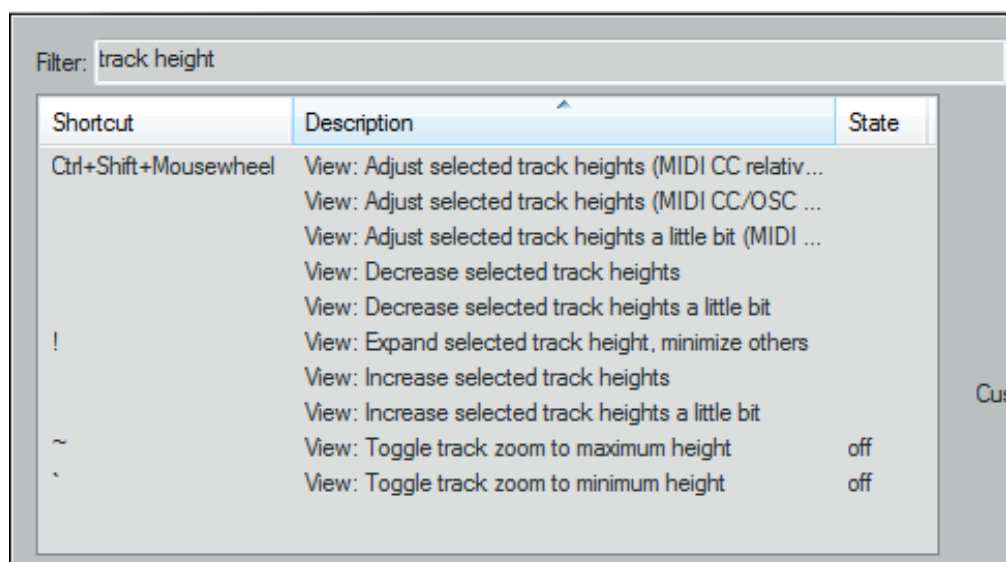 Filter: track height
Shortcut Description State
Ctrl+Shift+Mousewheel View: Adjust selected track heights (MIDI CC relativ...
View: Adjust selected track heights (MIDI CC/OSC ...
View: Adjust selected track heights a little bit (MIDI ...
View: Decrease selected track heights
View: Decrease selected track heights a little bit
! View: Expand selected track height, minimize others
View: Increase selected track heights
Cus
View: Increase selected track heights a little bit
~ View: Toggle track zoom to maximum height off
` View: Toggle track zoom to minimum height off